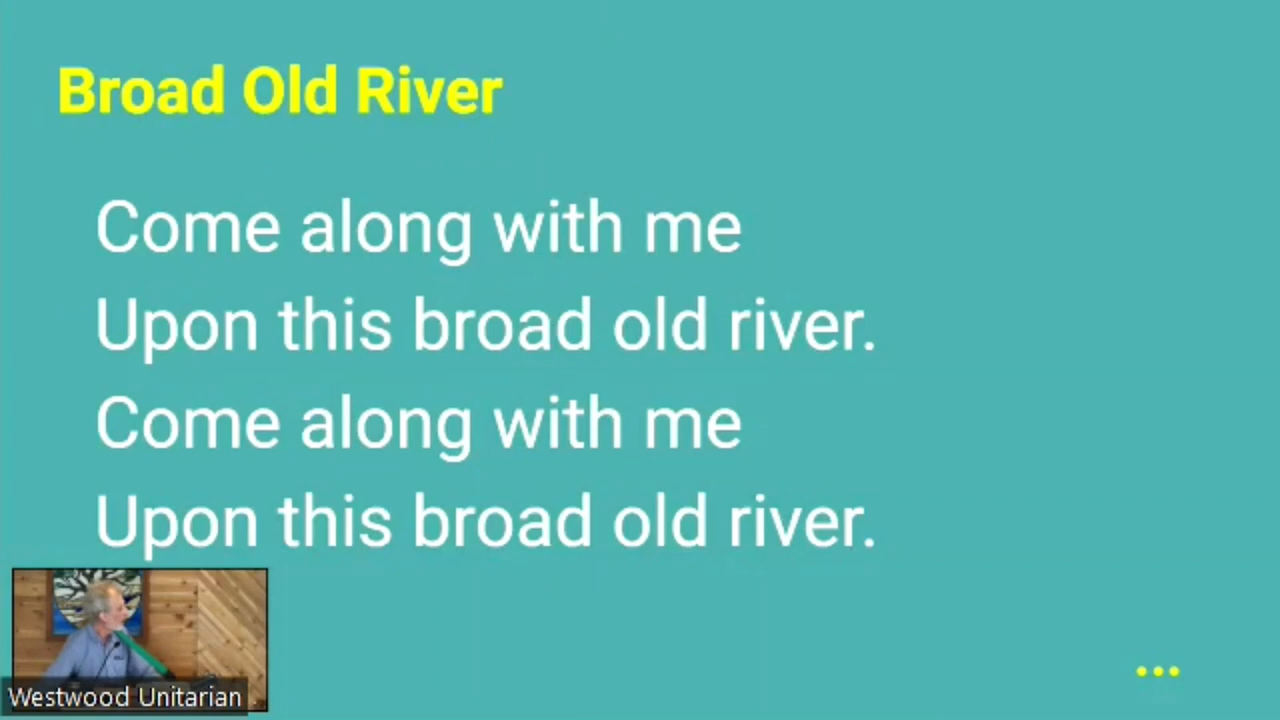 Broad Old River
Come along with me
Upon this broad old river.
Come along with me
Upon this broad old river.
Westwood Unitarian